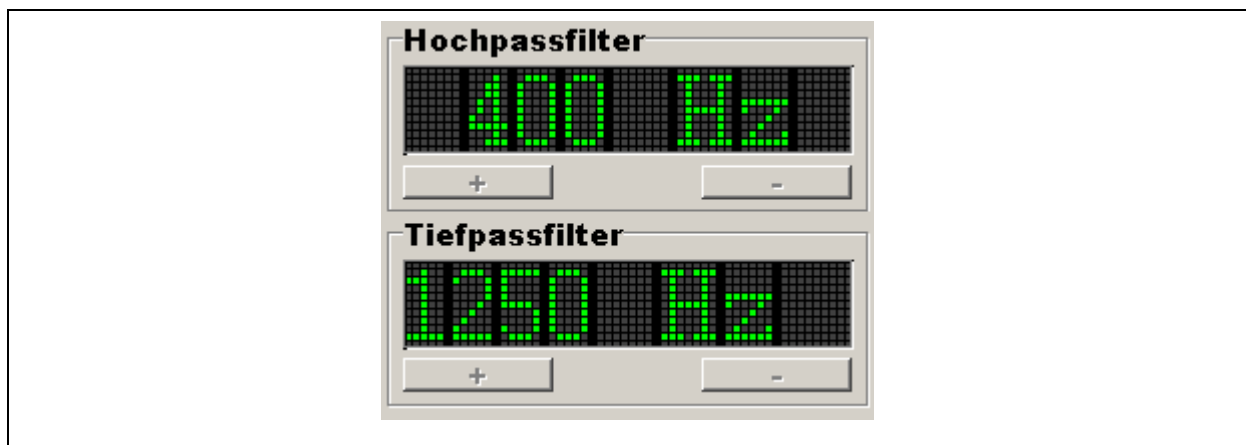 Hochpassfilter
400 Hz
+ -
Tiefpassfilter
1250 Hz
+ -